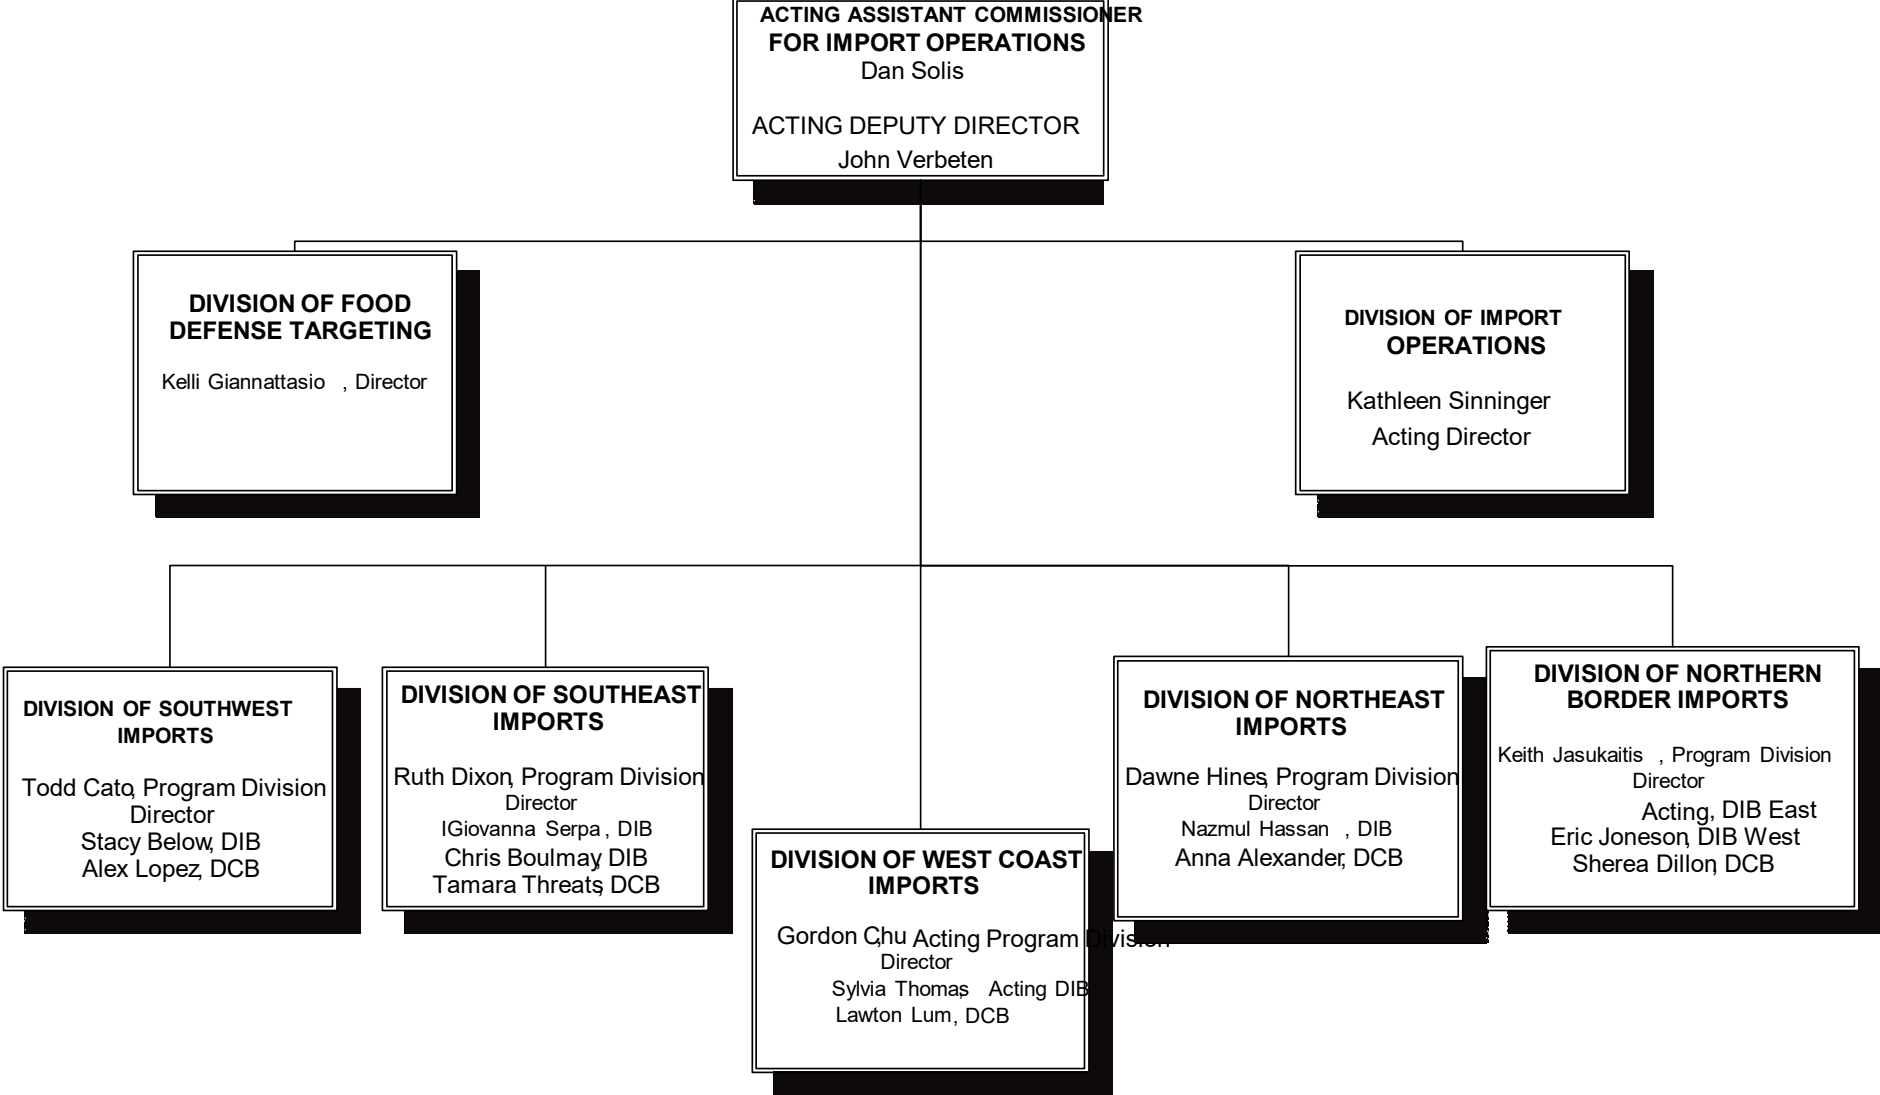 ACTING ASSISTANT COMMISSIONER
FOR IMPORT OPERATIONS
Dan Solis
ACTING DEPUTY DIRECTOR
John Verbeten
DIVISION OF FOOD
DEFENSE TARGETING
Kelli Giannattasio , Director
DIVISION OF IMPORT
OPERATIONS
Kathleen Sinninger
Acting Director
DIVISION OF SOUTHWEST
IMPORTS
Todd Cato, Program Division
Director
Stacy Below, DIB
Alex Lopez, DCB
DIVISION OF SOUTHEAST
IMPORTS
Ruth Dixon, Program Division
Director
IGiovanna Serpa , DIB
Chris Boulmay, DIB
Tamara Threats, DCB
DIVISION OF WEST COAST
IMPORTS
Gordon Chu, Acting Program Division
Director
Sylvia Thomas, Acting DIB
Lawton Lum, DCB
DIVISION OF NORTHEAST
IMPORTS
Dawne Hines, Program Division
Director
Nazmul Hassan , DIB
Anna Alexander, DCB
DIVISION OF NORTHERN
BORDER IMPORTS
Keith Jasukaitis , Program Division
Director
Acting, DIB East
Eric Joneson, DIB West
Sherea Dillon, DCB